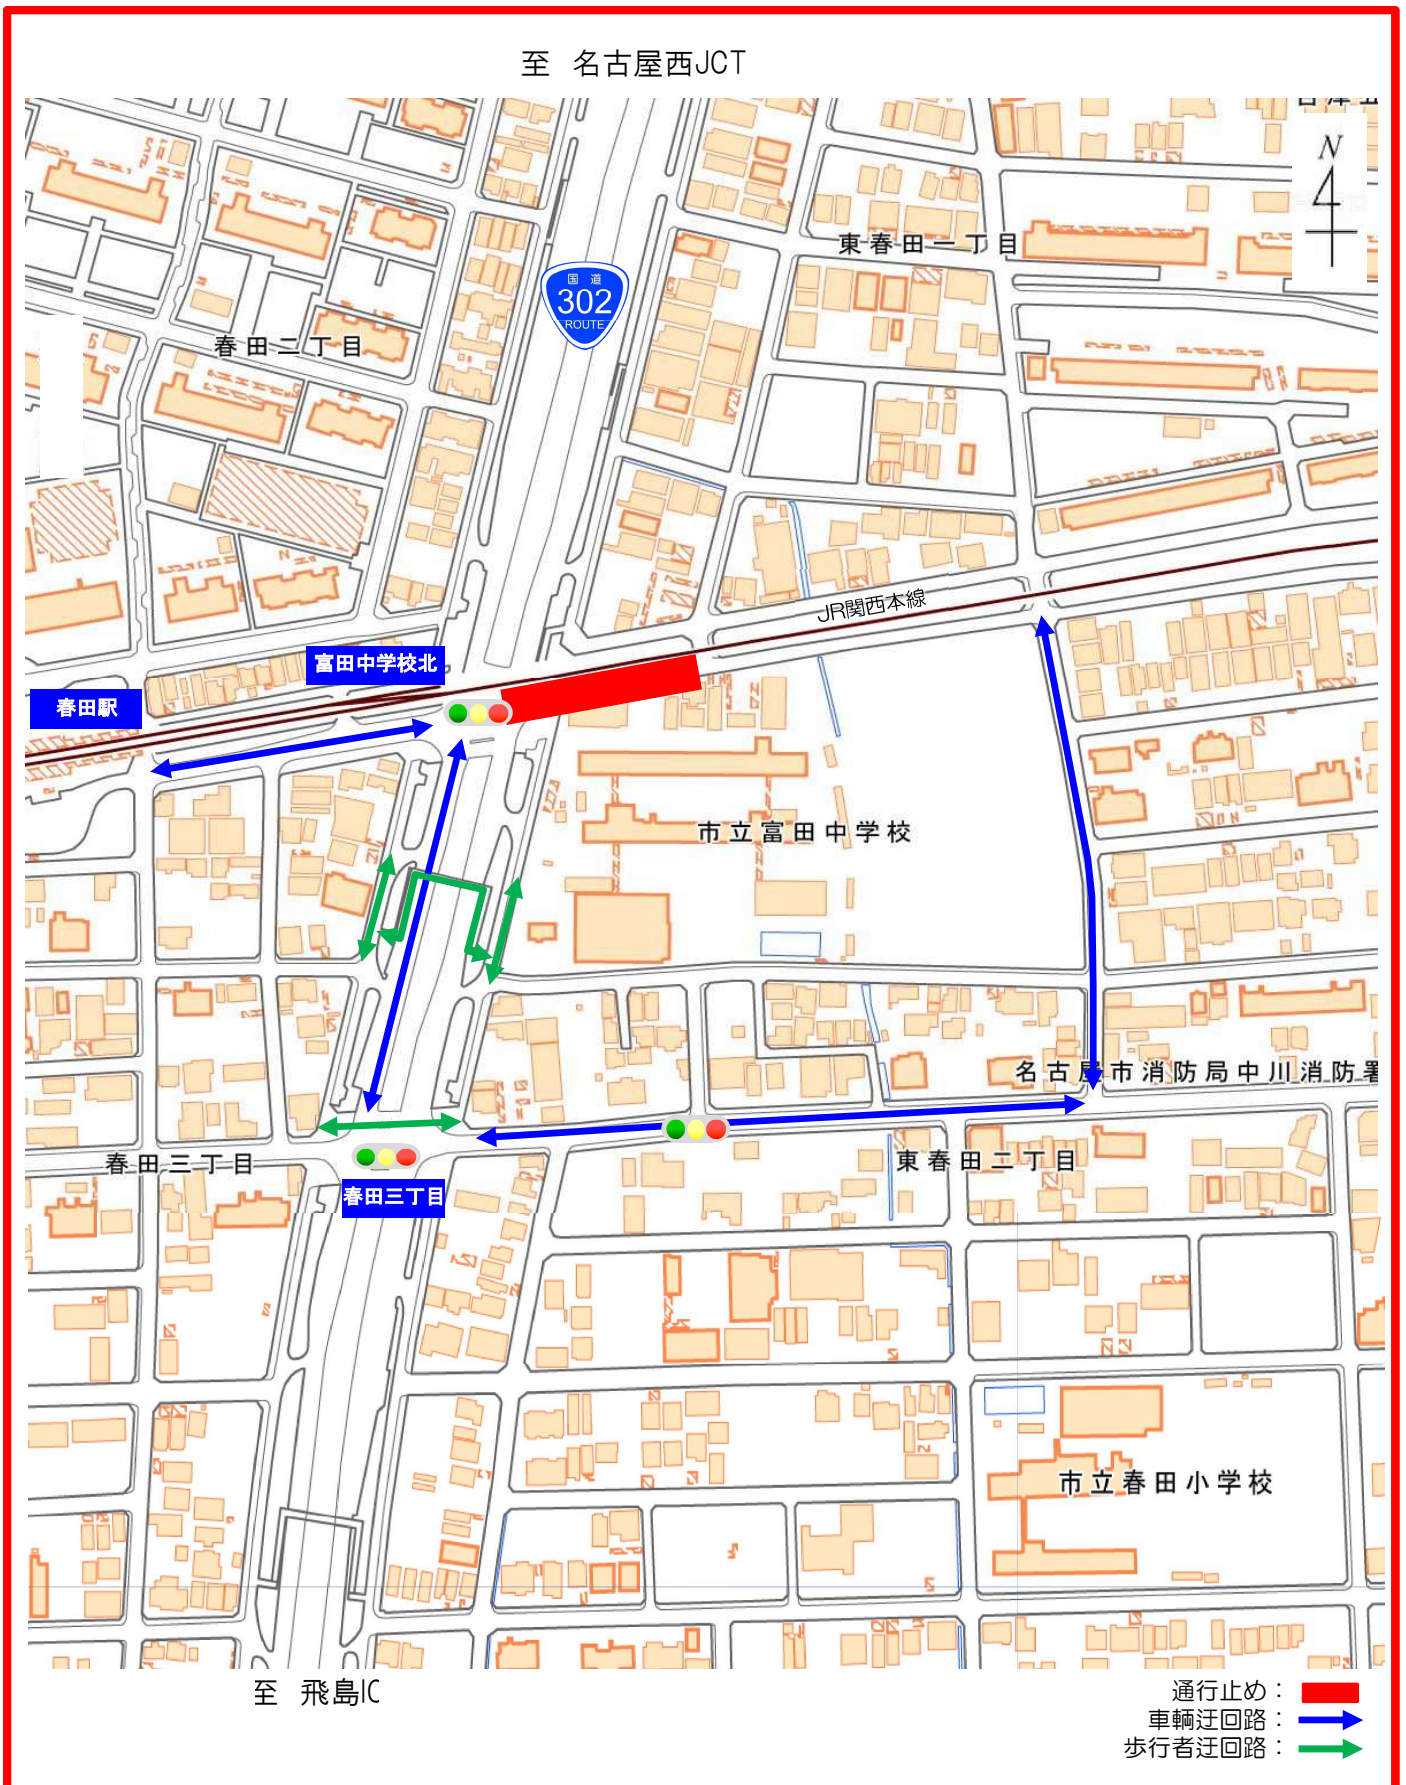 至 名古屋西JCT
N
東春田一丁目
国道
302
ROUTE
春田二丁目
JR関西本線
富田中学校北
春田駅
市立富田中学校
名古屋市消防局中川消防署
春田三丁目
東春田二丁目
春田三丁目
市立春田小学校
至 飛島IC
通行止め：
車輌迂回路：
歩行者迂回路：